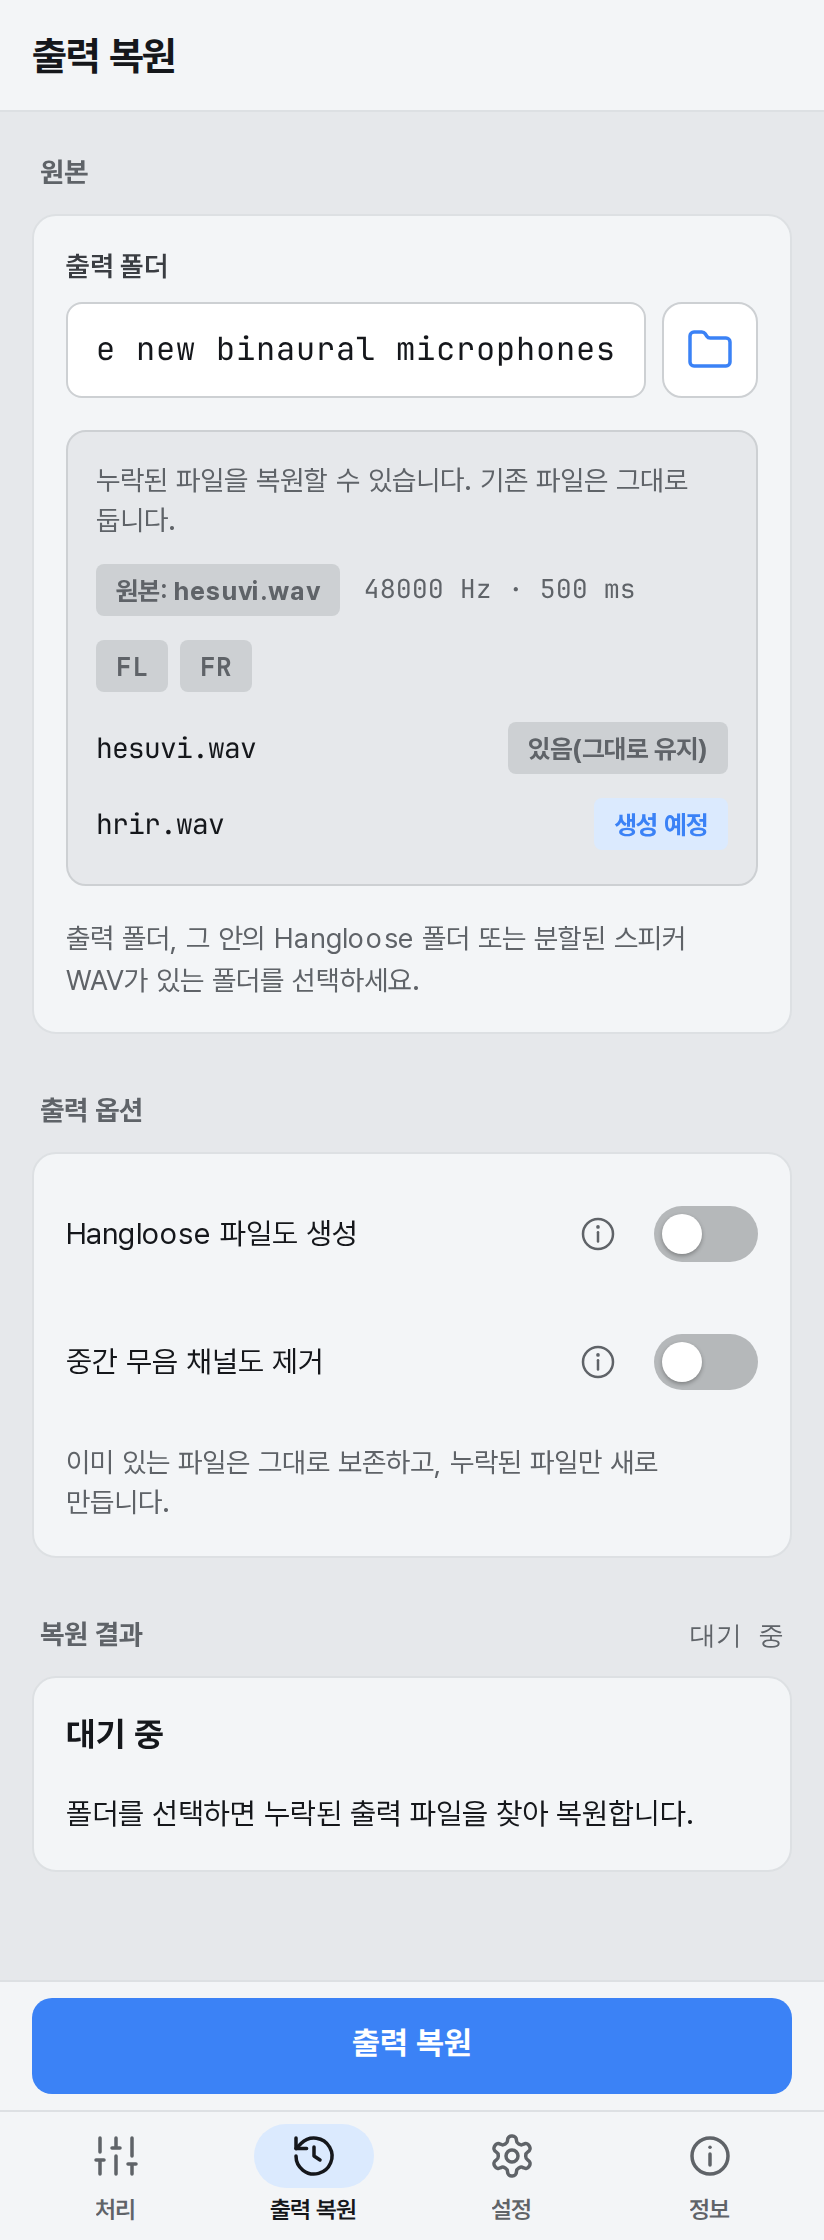 출력 복원
원본
출력 폴더
e new binaural microphones
누락된 파일을 복원할 수 있습니다. 기존 파일은 그대로
둡니다.
원본: hesuvi.wav 48000 Hz · 500 ms
FL FR
hesuvi.wav 있음(그대로 유지)
hrir.wav 생성 예정
출력 폴더, 그 안의 Hangloose 폴더 또는 분할된 스피커
WAV가 있는 폴더를 선택하세요.
출력 옵션
Hangloose 파일도 생성
중간 무음 채널도 제거
이미 있는 파일은 그대로 보존하고, 누락된 파일만 새로
만듭니다.
복원 결과 대기 중
대기 중
폴더를 선택하면 누락된 출력 파일을 찾아 복원합니다.
출력 복원
처리 출력 복원 설정 정보